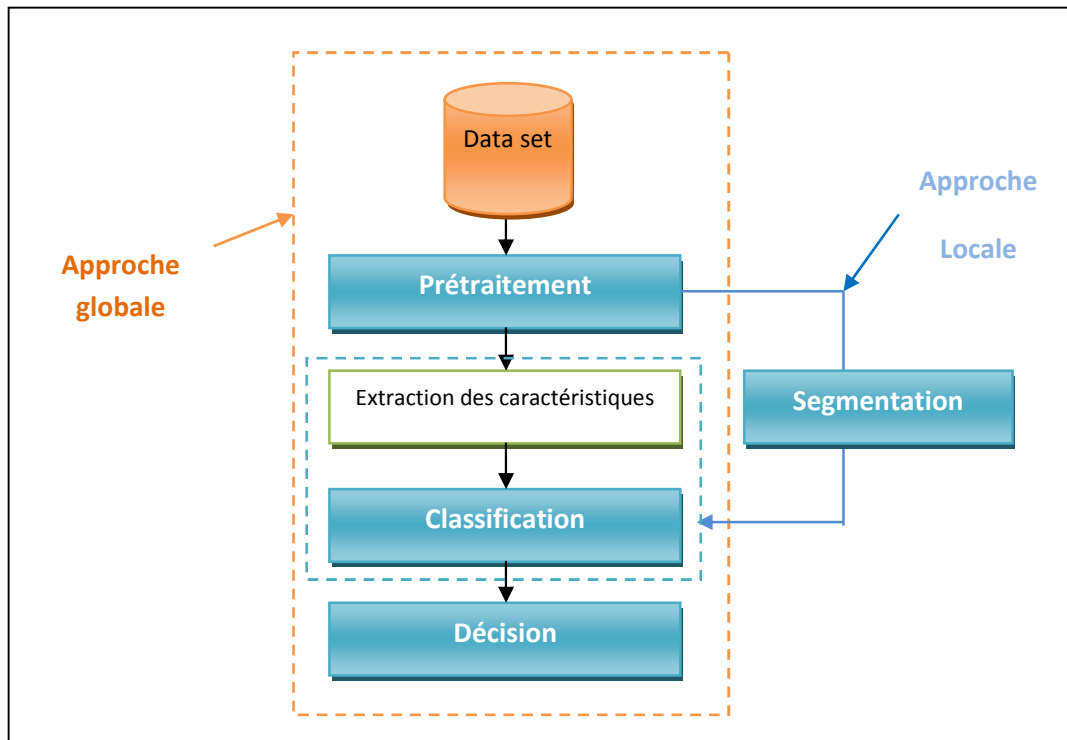 Data set
Approche
Locale
Approche
globale
Prétraitement
Extraction des caractéristiques
Segmentation
Classification
Décision